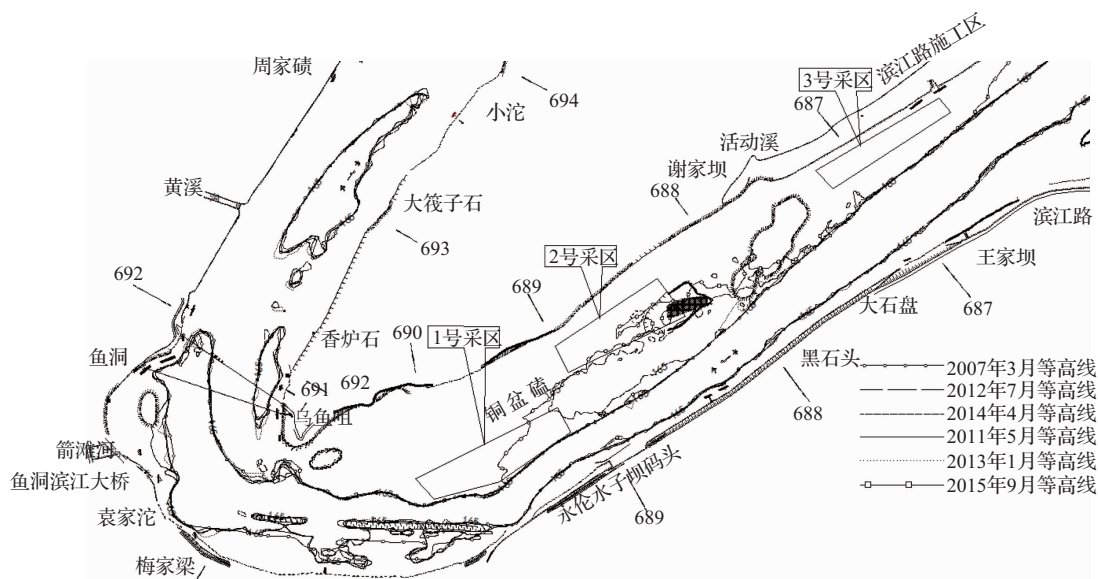 周家碛
694
小沱
黄溪
大筏子石
693
692
鱼洞
香炉石
690
691
692
乌鱼咀
箭滩河
鱼洞滨江大桥
袁家沱
梅家梁
689
1号采区
2号采区
铜盆碛
688
谢家坝
活动溪
687
3号采区
滨江路施工区
滨江路
王家坝
687
大石盘
黑石头
688
永伦水子坝码头
689
2007年3月等高线
2012年7月等高线
2014年4月等高线
2011年5月等高线
2013年1月等高线
2015年9月等高线